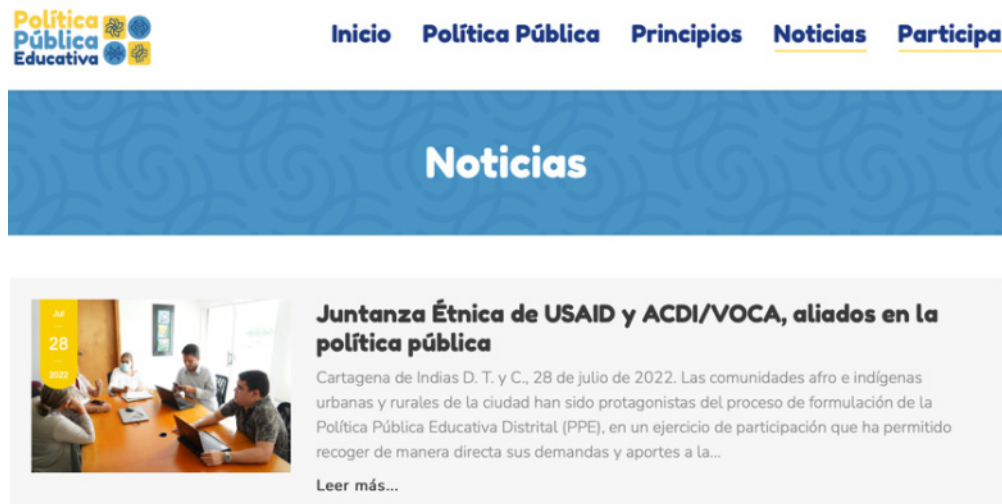 Política
Pública
Educativa
Inicio Política Pública Principios Noticias Participa
Noticias
Jul
28
2022
Juntanza Étnica de USAID y ACDI/VOCA, aliados en la
política pública
Cartagena de Indias D. T. y C., 28 de julio de 2022. Las comunidades afro e indígenas
urbanas y rurales de la ciudad han sido protagonistas del proceso de formulación de la
Política Pública Educativa Distrital (PPE), en un ejercicio de participación que ha permitido
recoger de manera directa sus demandas y aportes a la...
Leer más...